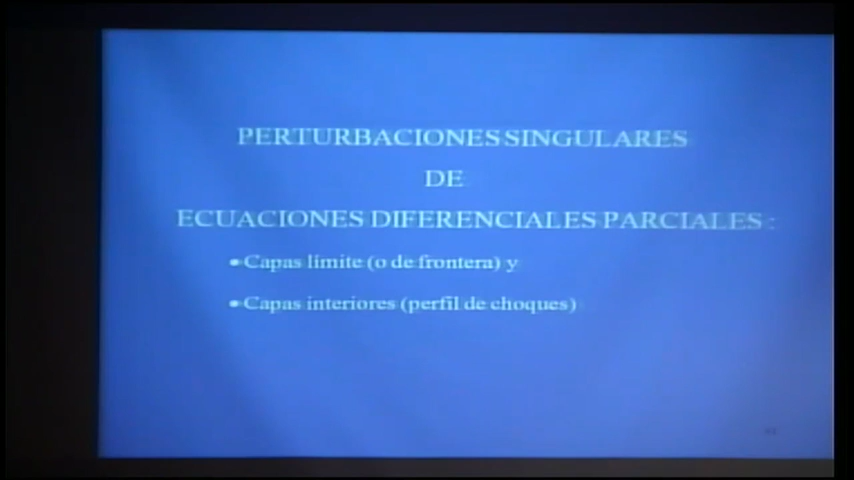 PERTURBACIONES SINGULARES
DE
ECUACIONES DIFERENCIALES PARCIALES :
• Capas límite (o de frontera) y
• Capas interiores (perfil de choques)